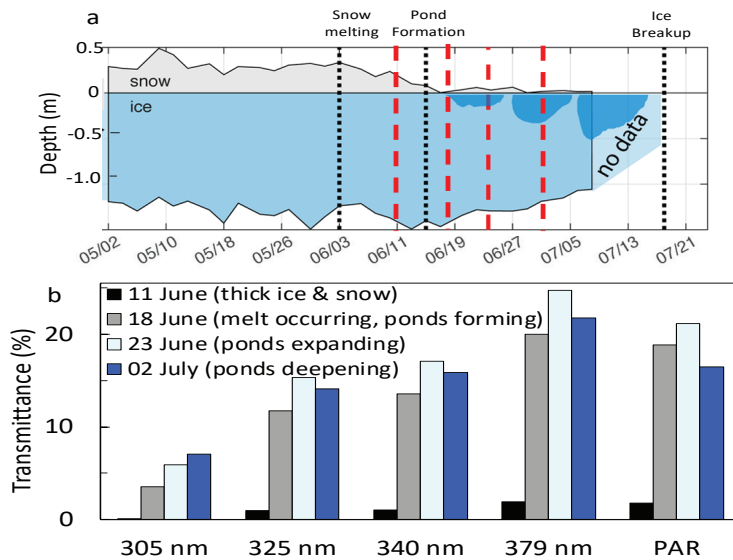 a
Snow
melting
Pond
Formation
Ice
Breakup
0.5
0
-0.5
-1.0
Depth (m)
snow
ice
no data
05/02
05/10
05/18
05/26
06/03
06/11
06/19
06/27
07/05
07/13
07/21
b
11 June (thick ice & snow)
18 June (melt occurring, ponds forming)
23 June (ponds expanding)
02 July (ponds deepening)
20
10
0
Transmittance (%)
305 nm
325 nm
340 nm
379 nm
PAR